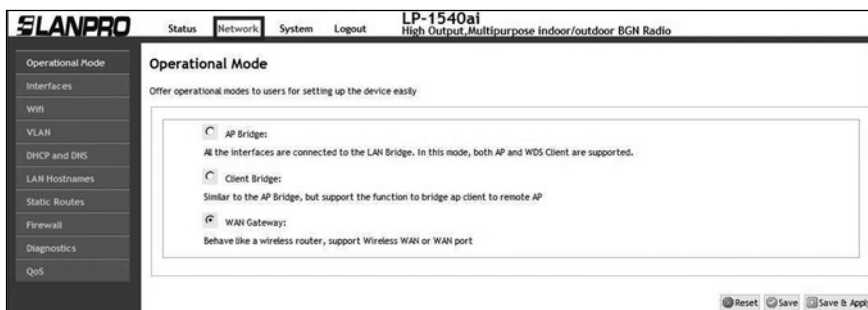 LANPRO
Status Network System Logout
LP-1540ai
High Output,Multipurpose indoor/outdoor BGN Radio
Operational Mode
Interfaces
Wifi
VLAN
DHCP and DNS
LAN Hostnames
Static Routes
Firewall
Diagnostics
QoS
Operational Mode
Offer operational modes to users for setting up the device easily
AP Bridge:
All the interfaces are connected to the LAN Bridge. In this mode, both AP and WDS Client are supported.
Client Bridge:
Similar to the AP Bridge, but support the function to bridge ap client to remote AP
WAN Gateway:
Behave like a wireless router, support Wireless WAN or WAN port
Reset Save Save & Apply